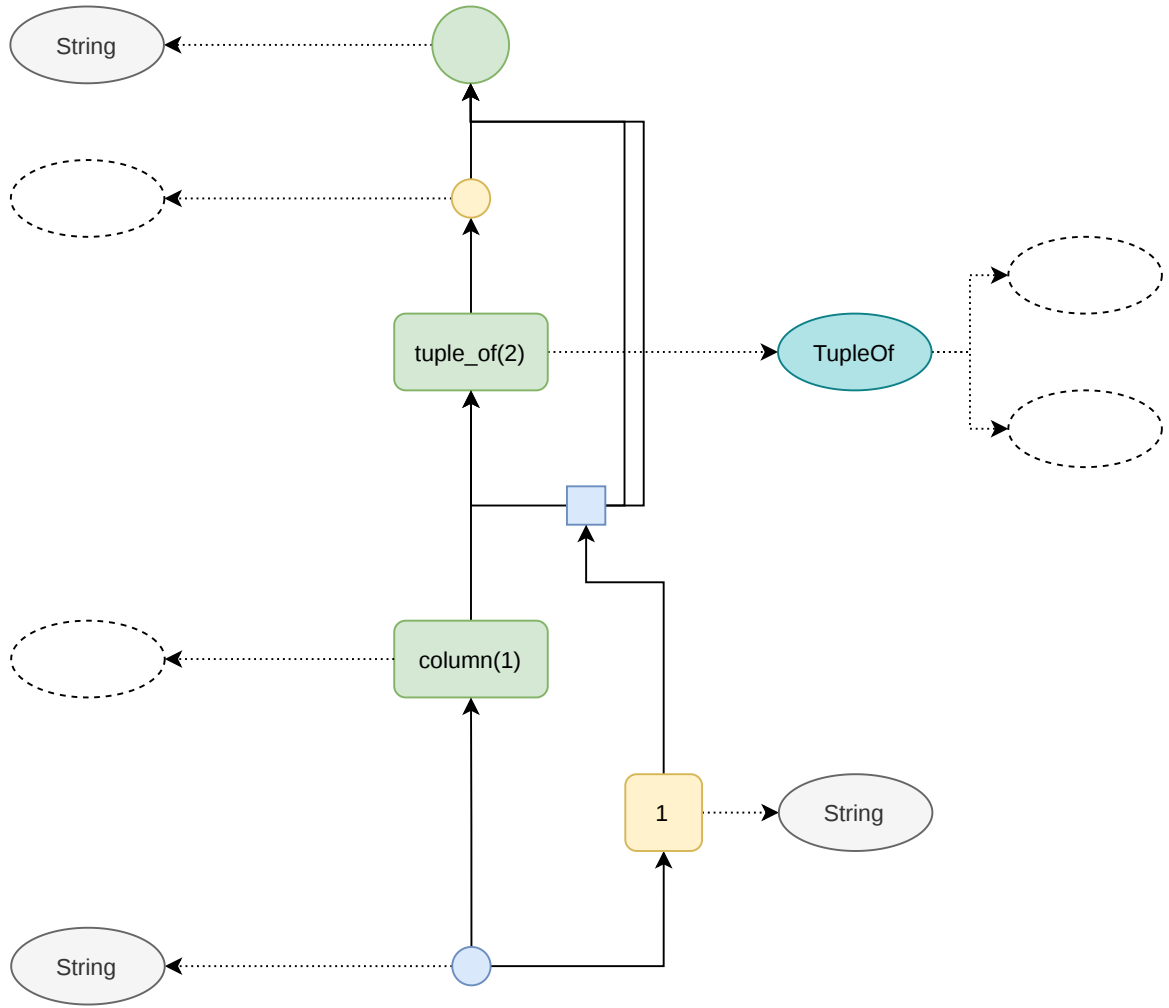 String
tuple_of(2)
TupleOf
column(1)
1
String
String